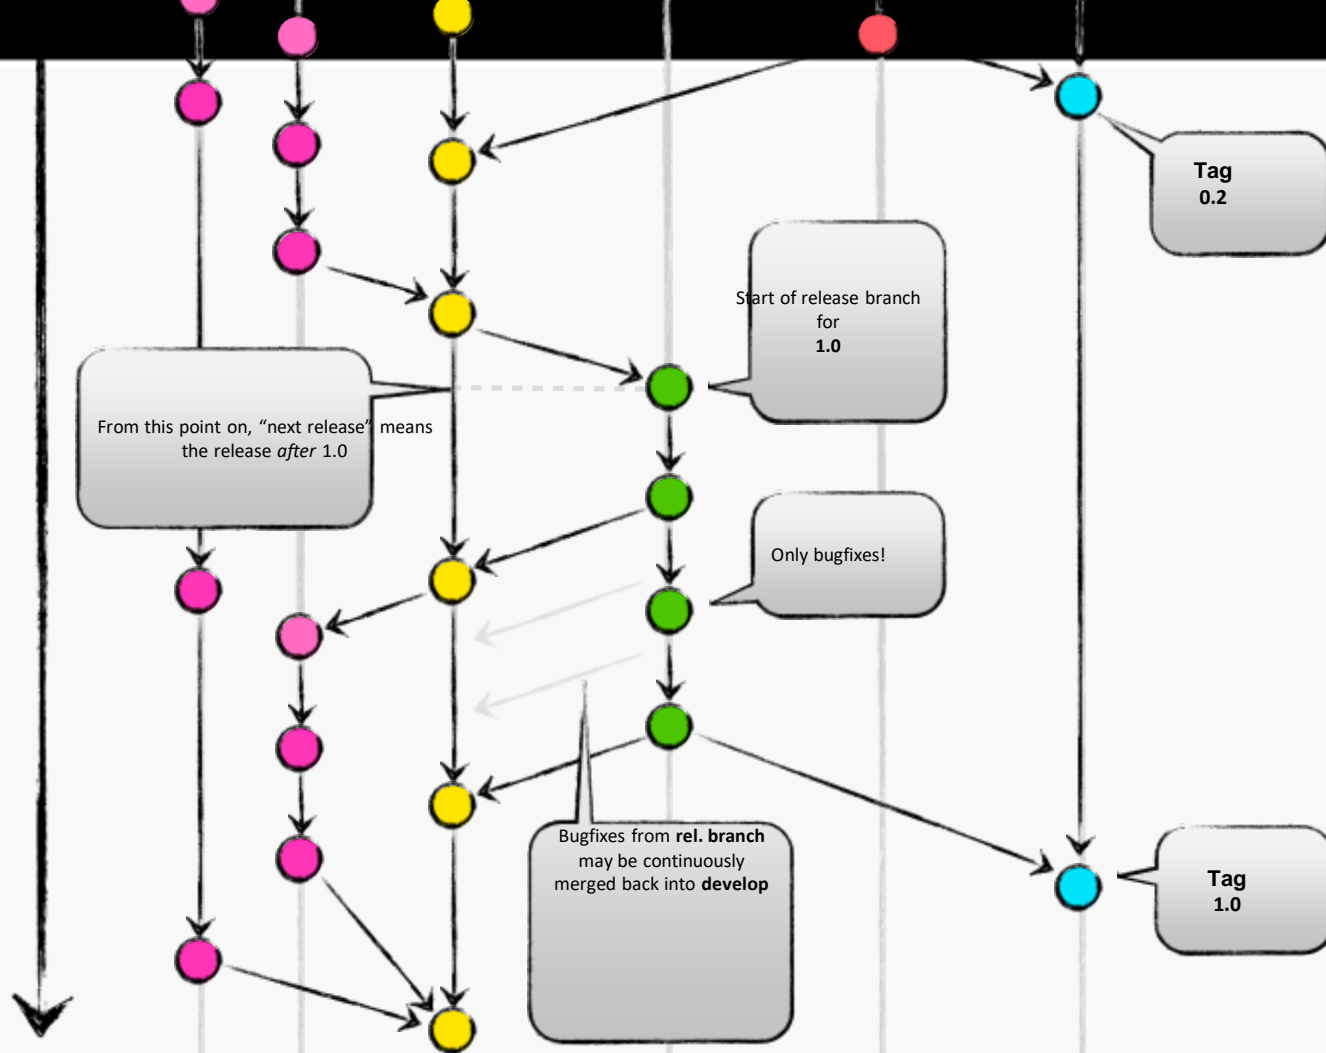 Tag
0.2
Start of release branch
for
1.0
From this point on, “next release” means
the release after 1.0
Only bugfixes!
Bugfixes from rel. branch
may be continuously
merged back into develop
Tag
1.0